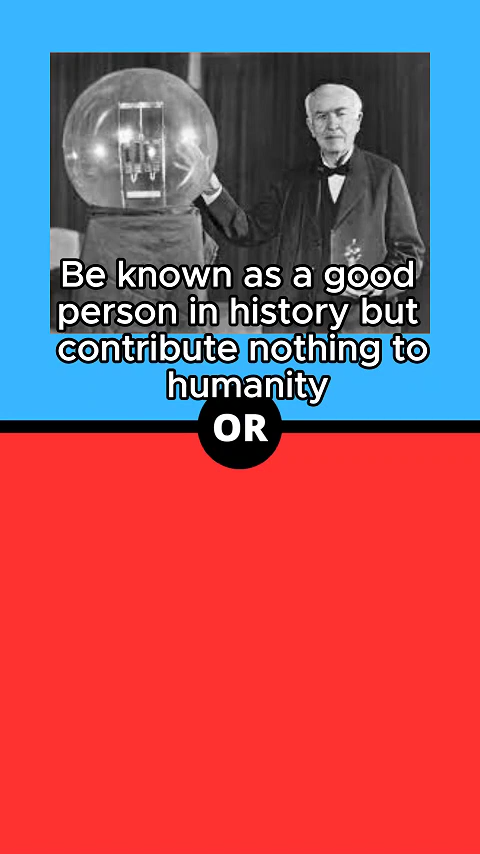 Be known as a good
person in history but
contribute nothing to
humanity
OR